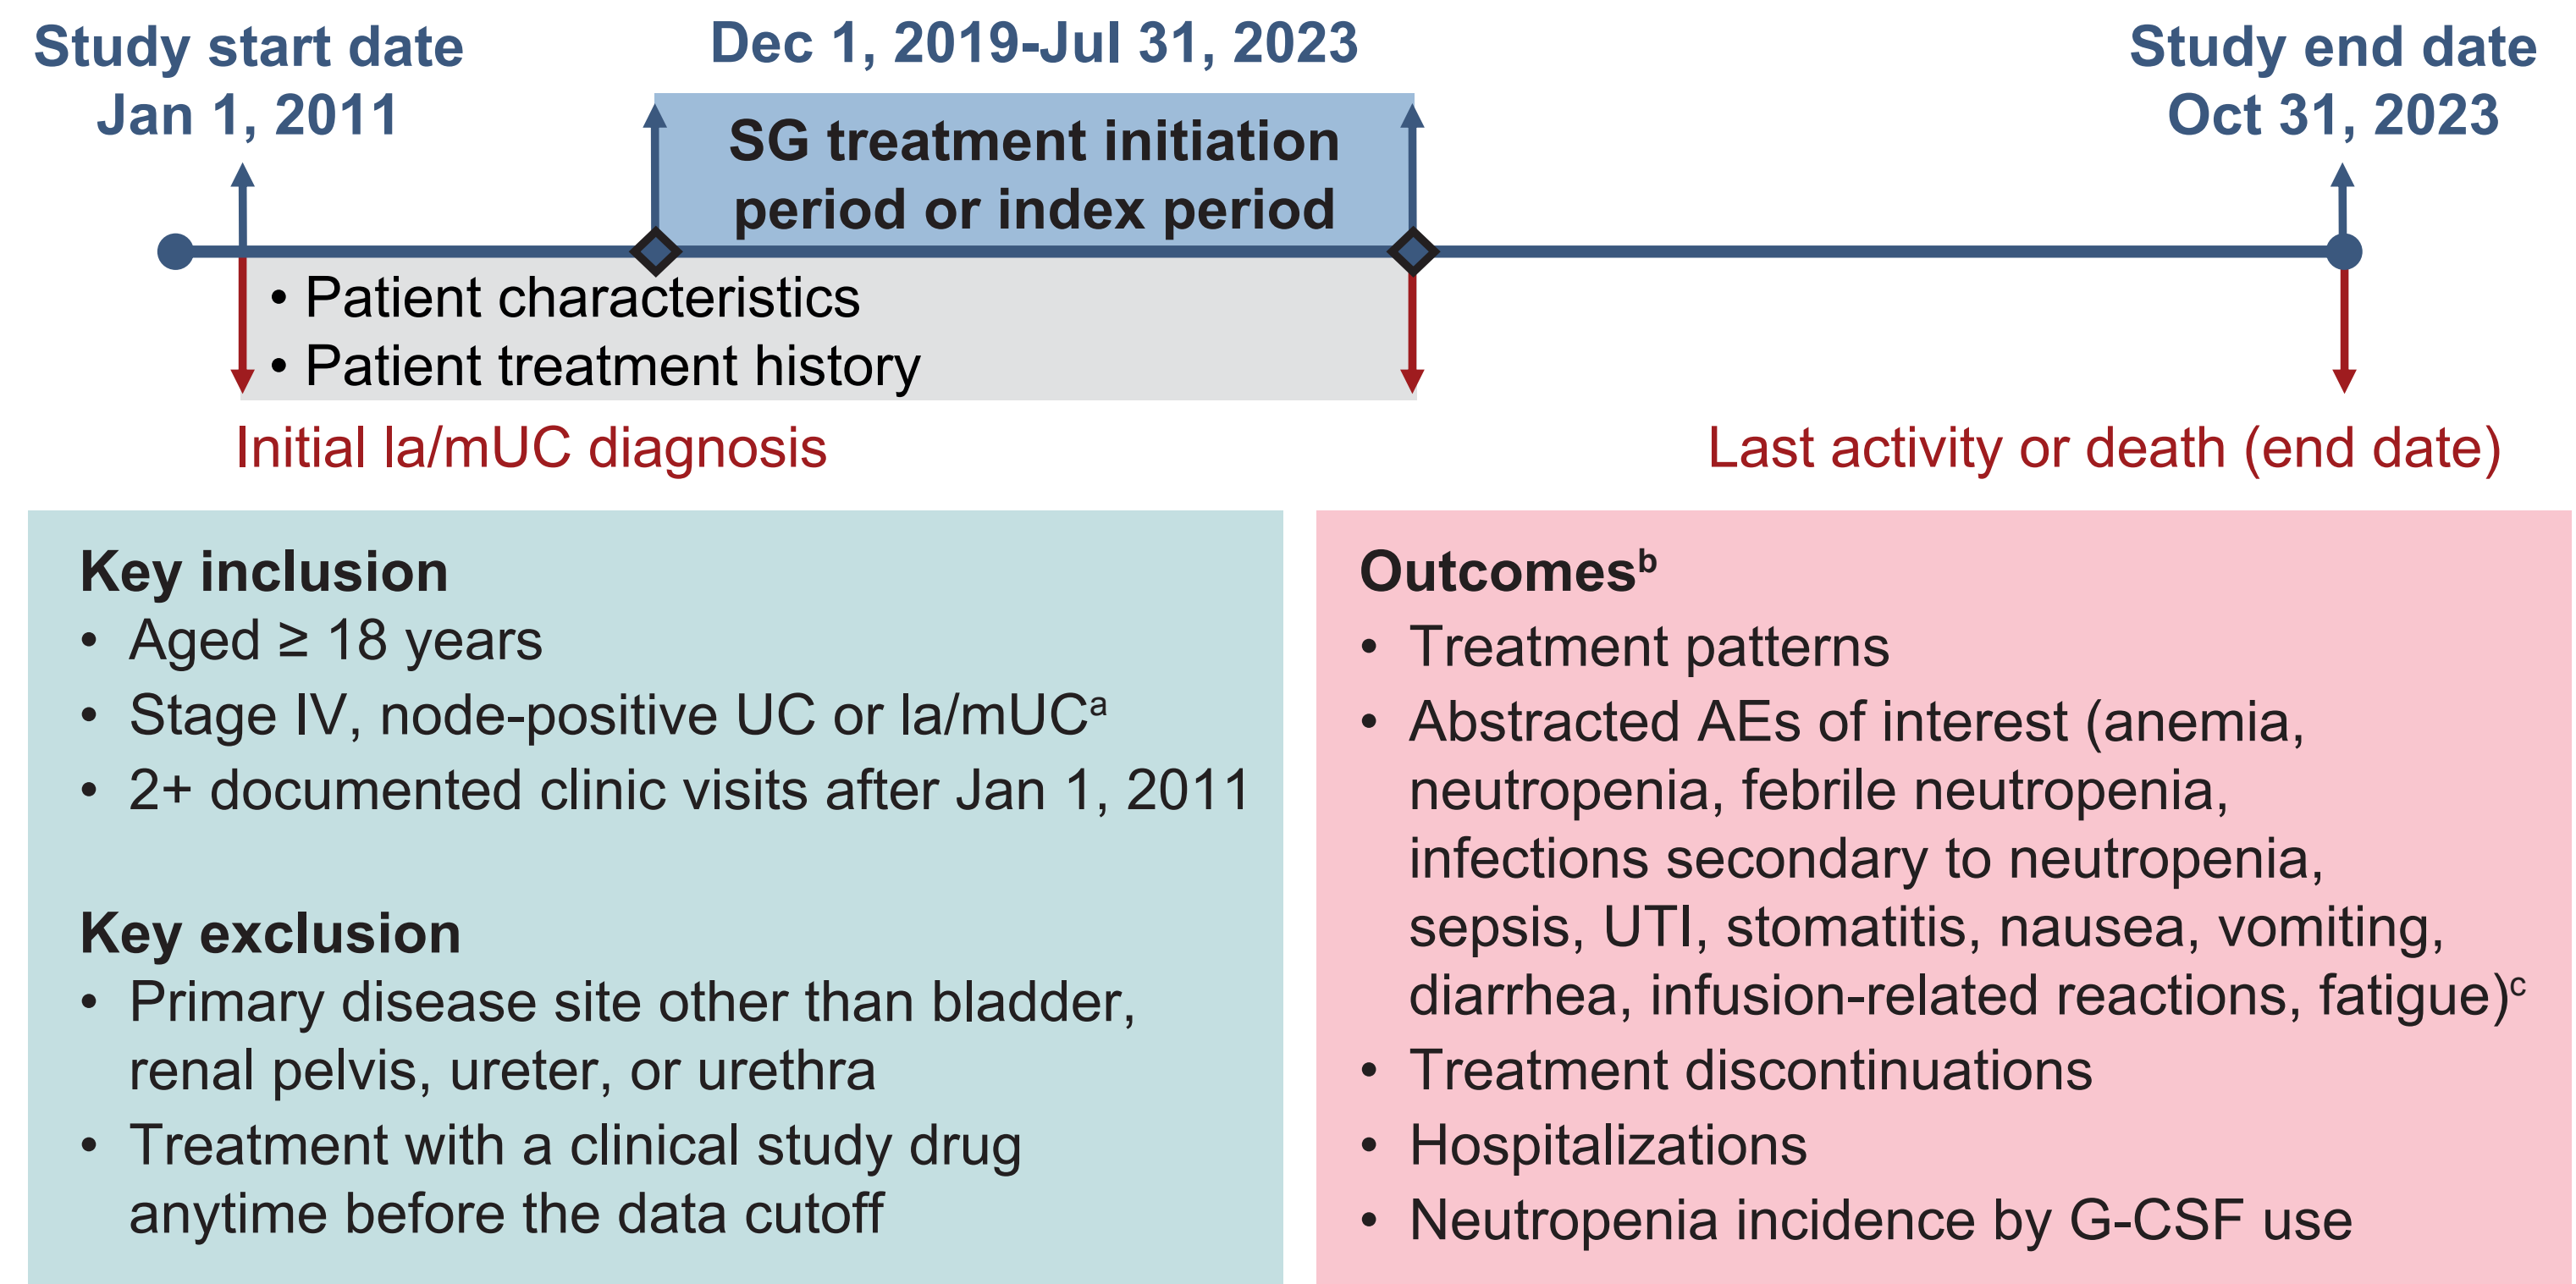 Study start date
Jan 1, 2011
Dec 1, 2019-Jul 31, 2023
SG treatment initiation
period or index period
Study end date
Oct 31, 2023
• Patient characteristics
• Patient treatment history
Initial la/mUC diagnosis
Last activity or death (end date)
Key inclusion
• Aged ≥ 18 years
• Stage IV, node-positive UC or la/mUCᵃ
• 2+ documented clinic visits after Jan 1, 2011
Key exclusion
• Primary disease site other than bladder,
renal pelvis, ureter, or urethra
• Treatment with a clinical study drug
anytime before the data cutoff
Outcomesᵇ
• Treatment patterns
• Abstracted AEs of interest (anemia,
neutropenia, febrile neutropenia,
infections secondary to neutropenia,
sepsis, UTI, stomatitis, nausea, vomiting,
diarrhea, infusion-related reactions, fatigue)ᶜ
• Treatment discontinuations
• Hospitalizations
• Neutropenia incidence by G-CSF use